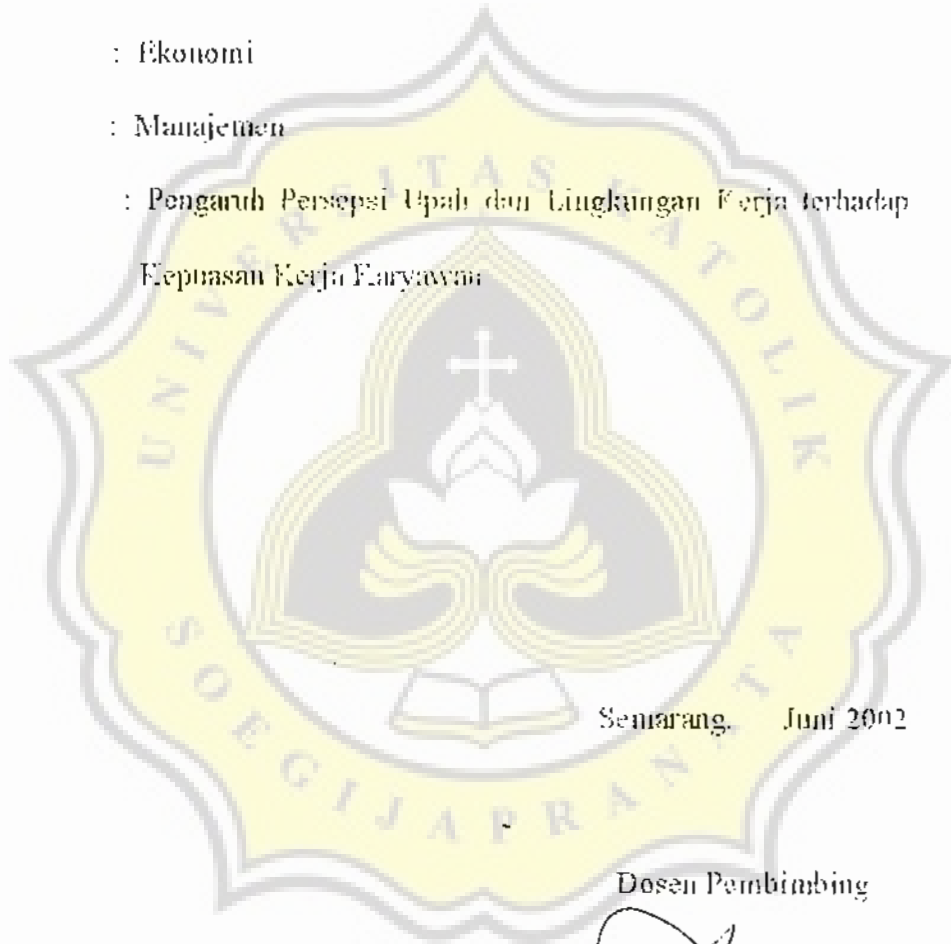 : Ekonomi
: Manajemen
: Pengaruh Persepsi Upah dan Lingkungan Kerja terhadap
Kepuasan Kerja Karyawan
UNIVERSITAS KATOLIK
SOEGIJAPRANATA
Semarang, Juni 2002
Dosen Pembimbing